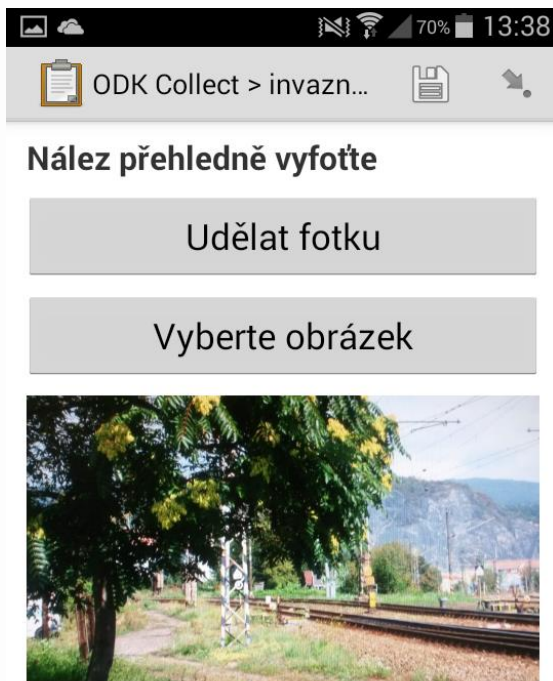 70% 13:38
ODK Collect > invazn...
Nález přehledně vyfoťte
Udělat fotku
Vyberte obrázek